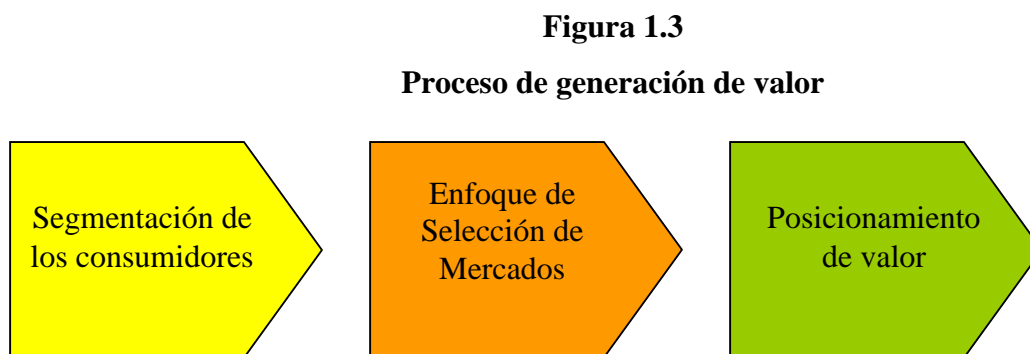 Figura 1.3
Proceso de generación de valor
Segmentación de
los consumidores
Enfoque de
Selección de
Mercados
Posicionamiento
de valor